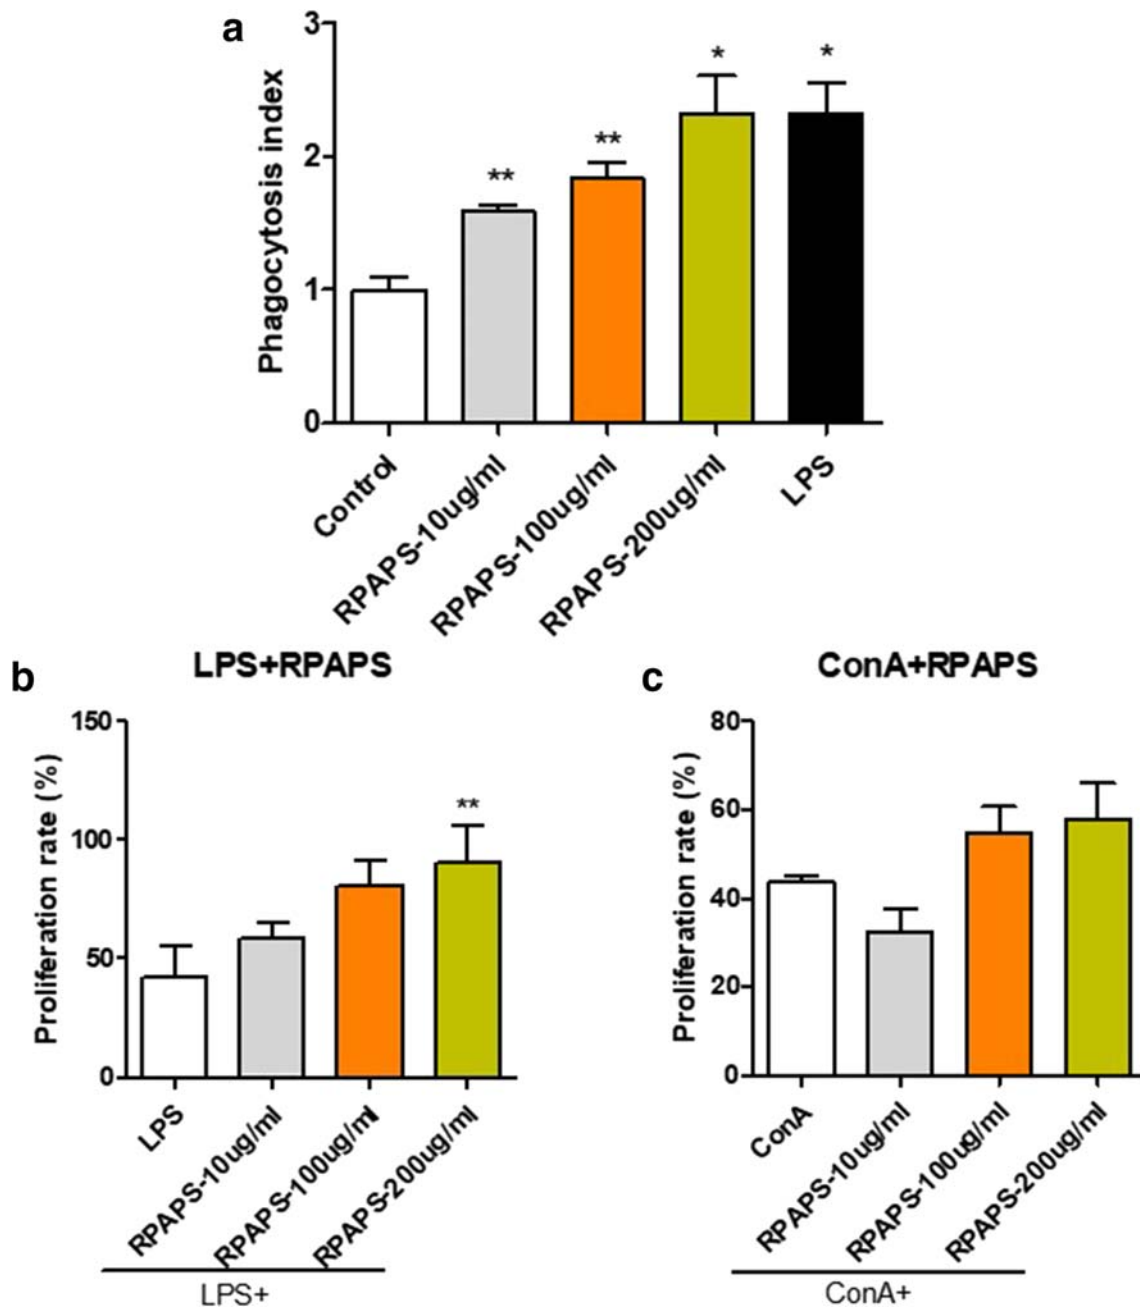 a
Phagocytosis index
3
2
1
0
**
**
*
*
Control
RPAPS-10ug/ml
RPAPS-100ug/ml
RPAPS-200ug/ml
LPS
b
LPS+RPAPS
Proliferation rate (%)
150
100
50
0
**
LPS
RPAPS-10ug/ml
RPAPS-100ug/ml
RPAPS-200ug/ml
LPS+
c
ConA+RPAPS
Proliferation rate (%)
80
60
40
20
0
ConA
RPAPS-10ug/ml
RPAPS-100ug/ml
RPAPS-200ug/ml
ConA+